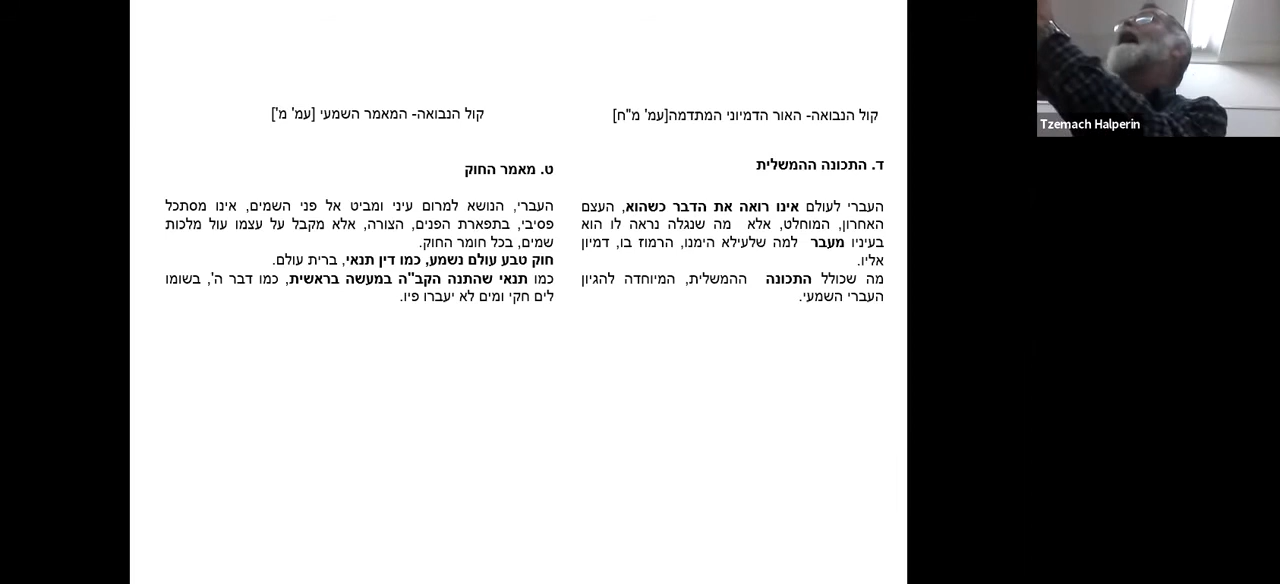 קול הנבואה- האור הדמיוני המתדמה[עמ' מ"ח]
ד. התכונה ההמשלית
העברי לעולם אינו רואה את הדבר כשהוא, העצם
האחרון, המוחלט, אלא מה שנגלה נראה לו הוא
בעיניו מעבר למה שלעילא הימנו, הרמוז בו, דמיון
אליו.
מה שכולל התכונה ההמשלית, המיוחדה להגיון
העברי השמעי.
קול הנבואה- המאמר השמעי [עמ' מ']
ט. מאמר החוק
העברי, הנושא למרום עיני ומביט אל פני השמים, אינו מסתכל
פסיבי, בתפארת הפנים, הצורה, אלא מקבל על עצמו עול מלכות
שמים, בכל חומר החוק.
חוק טבע עולם נשמע, כמו דין תנאי, ברית עולם.
כמו תנאי שהתנה הקב"ה במעשה בראשית, כמו דבר ה', בשומו
לים חקי ומים לא יעברו פיו.
Tzemach Halperin